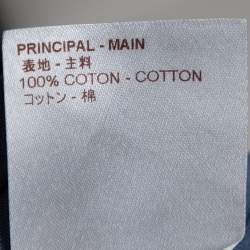 PRINCIPAL - MAIN
表地 - 主料
100% COTON - COTTON
コットン - 棉